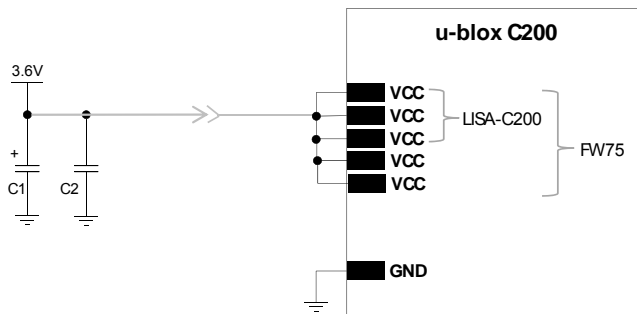 u-blox C200
3.6V
VCC
VCC
VCC
VCC
VCC
LISA-C200
FW75
+
C1
C2
GND